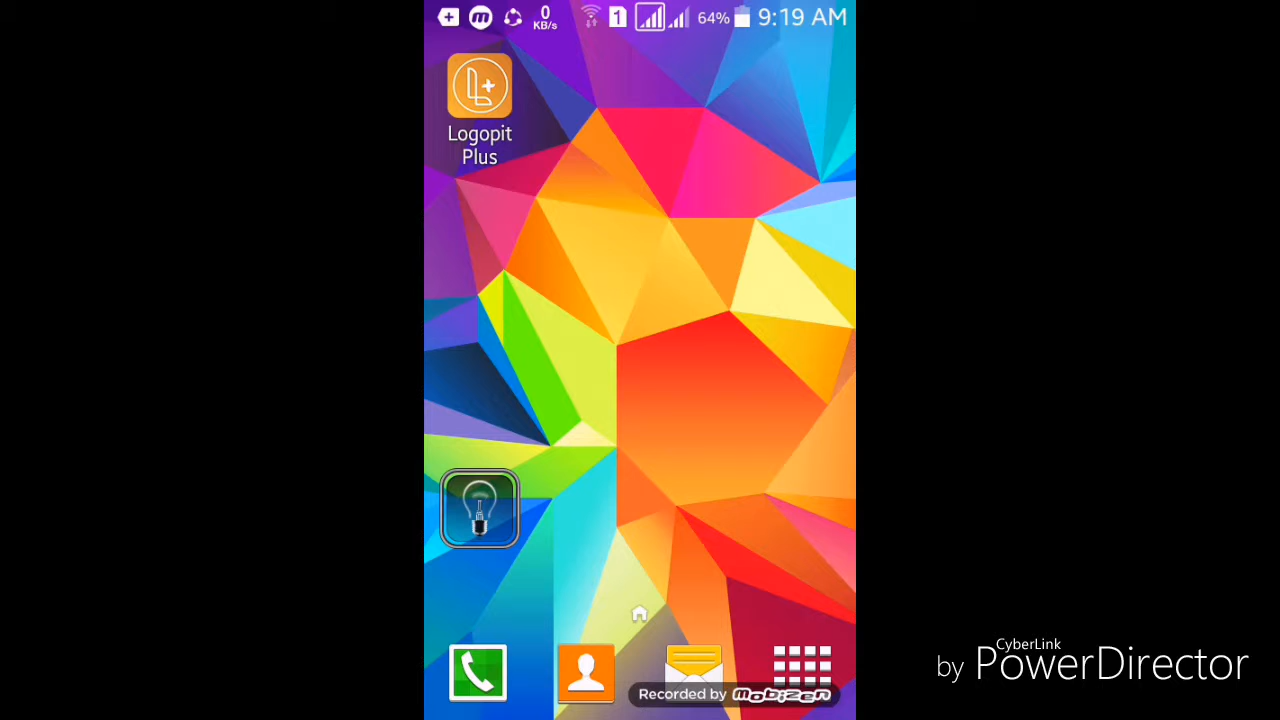 0
KB/s
1
64%
9:19 AM
Logopit
Plus
Recorded by mobizen
CyberLink
by PowerDirector